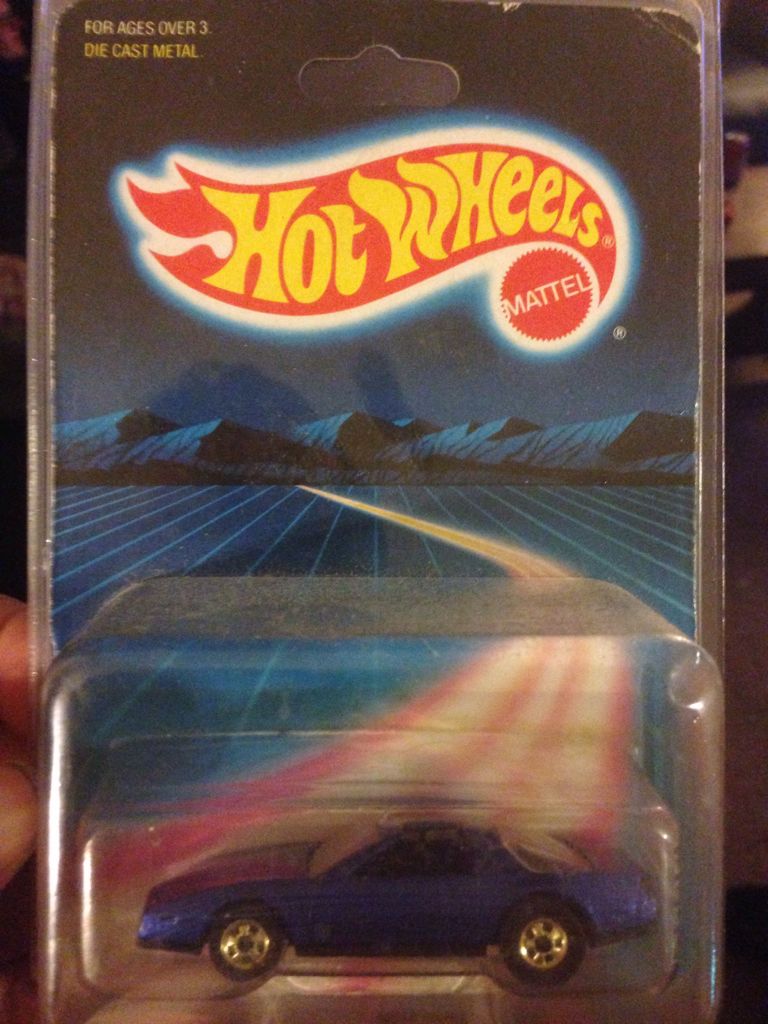 FOR AGES OVER 3.
DIE CAST METAL.
HOT WHEELS®
MATTEL
®